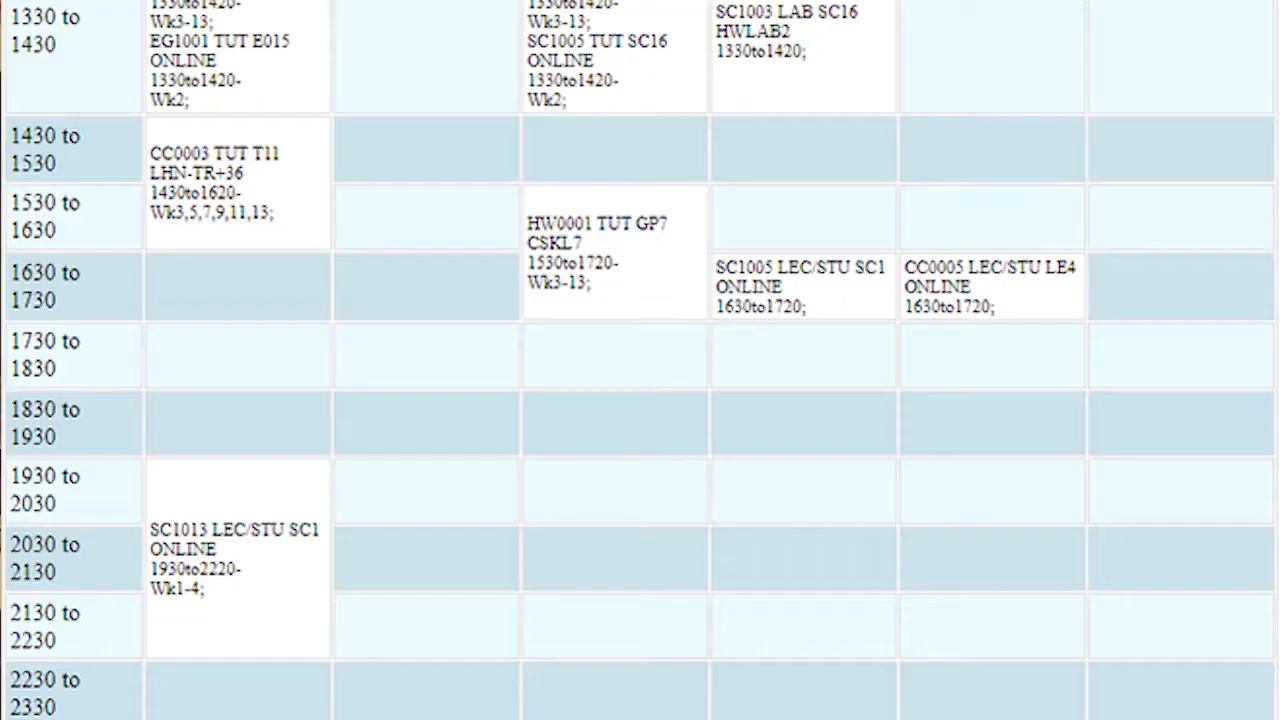 1330to1420-
Wk3-13;
EG1001 TUT E015
ONLINE
1330to1420-
Wk2;
1330to1420-
Wk3-13;
SC1005 TUT SC16
ONLINE
1330to1420-
Wk2;
SC1003 LAB SC16
HWLAB2
1330to1420;
1330 to
1430
1430 to
1530
CC0003 TUT T11
LHN-TR+36
1430to1620-
Wk3,5,7,9,11,13;
1530 to
1630
HW0001 TUT GP7
CSKL7
1530to1720-
Wk3-13;
1630 to
1730
SC1005 LEC/STU SC1
ONLINE
1630to1720;
CC0005 LEC/STU LE4
ONLINE
1630to1720;
1730 to
1830
1830 to
1930
1930 to
2030
SC1013 LEC/STU SC1
ONLINE
1930to2220-
Wk1-4;
2030 to
2130
2130 to
2230
2230 to
2330